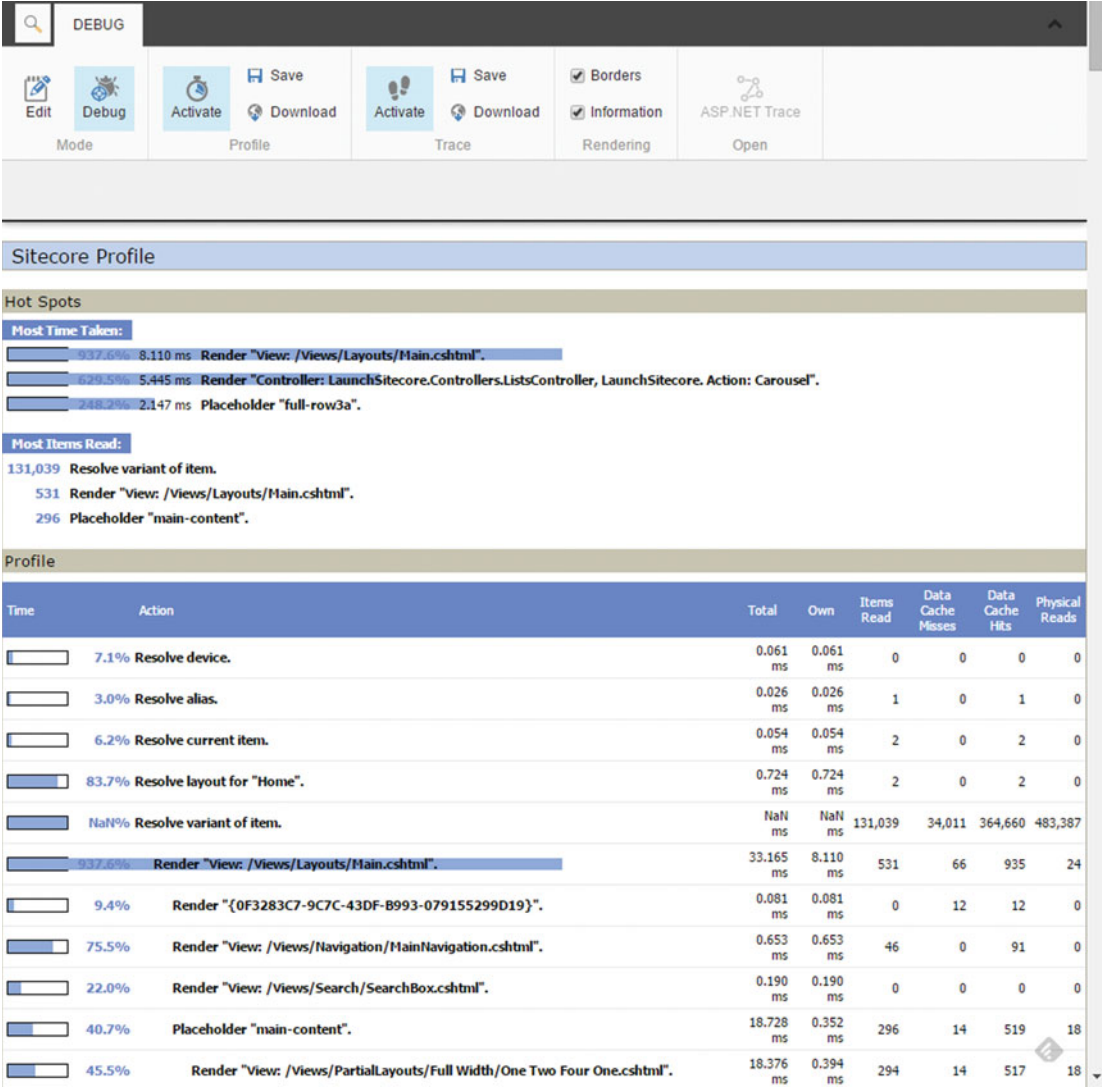 DEBUG
Edit
Debug
Mode
Activate
Save
Download
Profile
Activate
Save
Download
Trace
Borders
Information
Rendering
ASP.NET Trace
Open
Sitecore Profile
Hot Spots
Most Time Taken:
937.6% 8.110 ms Render "View: /Views/Layouts/Main.cshtml".
629.5% 5.445 ms Render "Controller: LaunchSitecore.Controllers.ListsController, LaunchSitecore. Action: Carousel".
248.2% 2.147 ms Placeholder "full-row3a".
Most Items Read:
131,039 Resolve variant of item.
531 Render "View: /Views/Layouts/Main.cshtml".
296 Placeholder "main-content".
Profile
Time Action Total Own Items Read Data Cache Misses Data Cache Hits Physical Reads
7.1% Resolve device. 0.061 ms 0.061 ms 0 0 0 0
3.0% Resolve alias. 0.026 ms 0.026 ms 1 0 1 0
6.2% Resolve current item. 0.054 ms 0.054 ms 2 0 2 0
83.7% Resolve layout for "Home". 0.724 ms 0.724 ms 2 0 2 0
NaN% Resolve variant of item. NaN ms NaN ms 131,039 34,011 364,660 483,387
937.6% Render "View: /Views/Layouts/Main.cshtml". 33.165 ms 8.110 ms 531 66 935 24
9.4% Render "{0F3283C7-9C7C-43DF-B993-079155299D19}". 0.081 ms 0.081 ms 0 12 12 0
75.5% Render "View: /Views/Navigation/MainNavigation.cshtml". 0.653 ms 0.653 ms 46 0 91 0
22.0% Render "View: /Views/Search/SearchBox.cshtml". 0.190 ms 0.190 ms 0 0 0 0
40.7% Placeholder "main-content". 18.728 ms 0.352 ms 296 14 519 18
45.5% Render "View: /Views/PartialLayouts/Full Width/One Two Four One.cshtml". 18.376 ms 0.394 ms 294 14 517 18